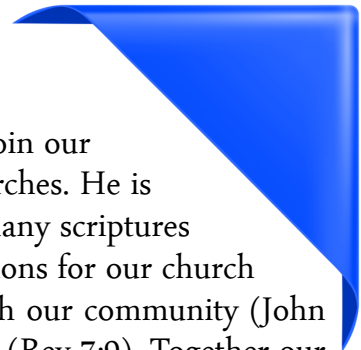 oin our
rches. He is
any scriptures
ons for our church
h our community (John
(Rev 7:9). Together our